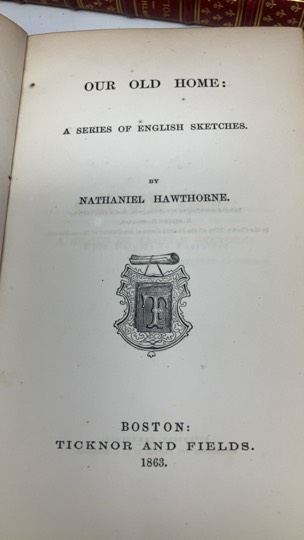 OUR OLD HOME:
A SERIES OF ENGLISH SKETCHES.
BY
NATHANIEL HAWTHORNE.
BOSTON:
TICKNOR AND FIELDS.
1863.